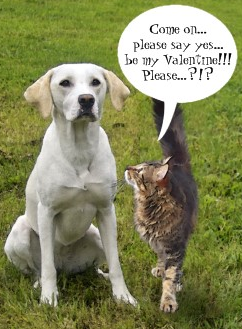 Come on...
please say yes...
be my Valentine!!!
Please...?!?